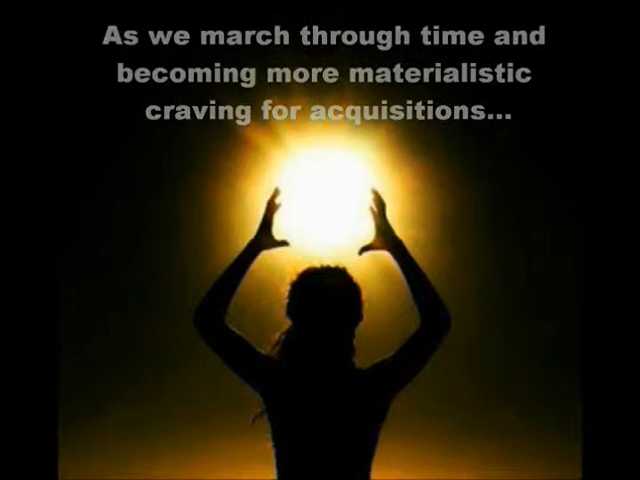 As we march through time and
becoming more materialistic
craving for acquisitions...